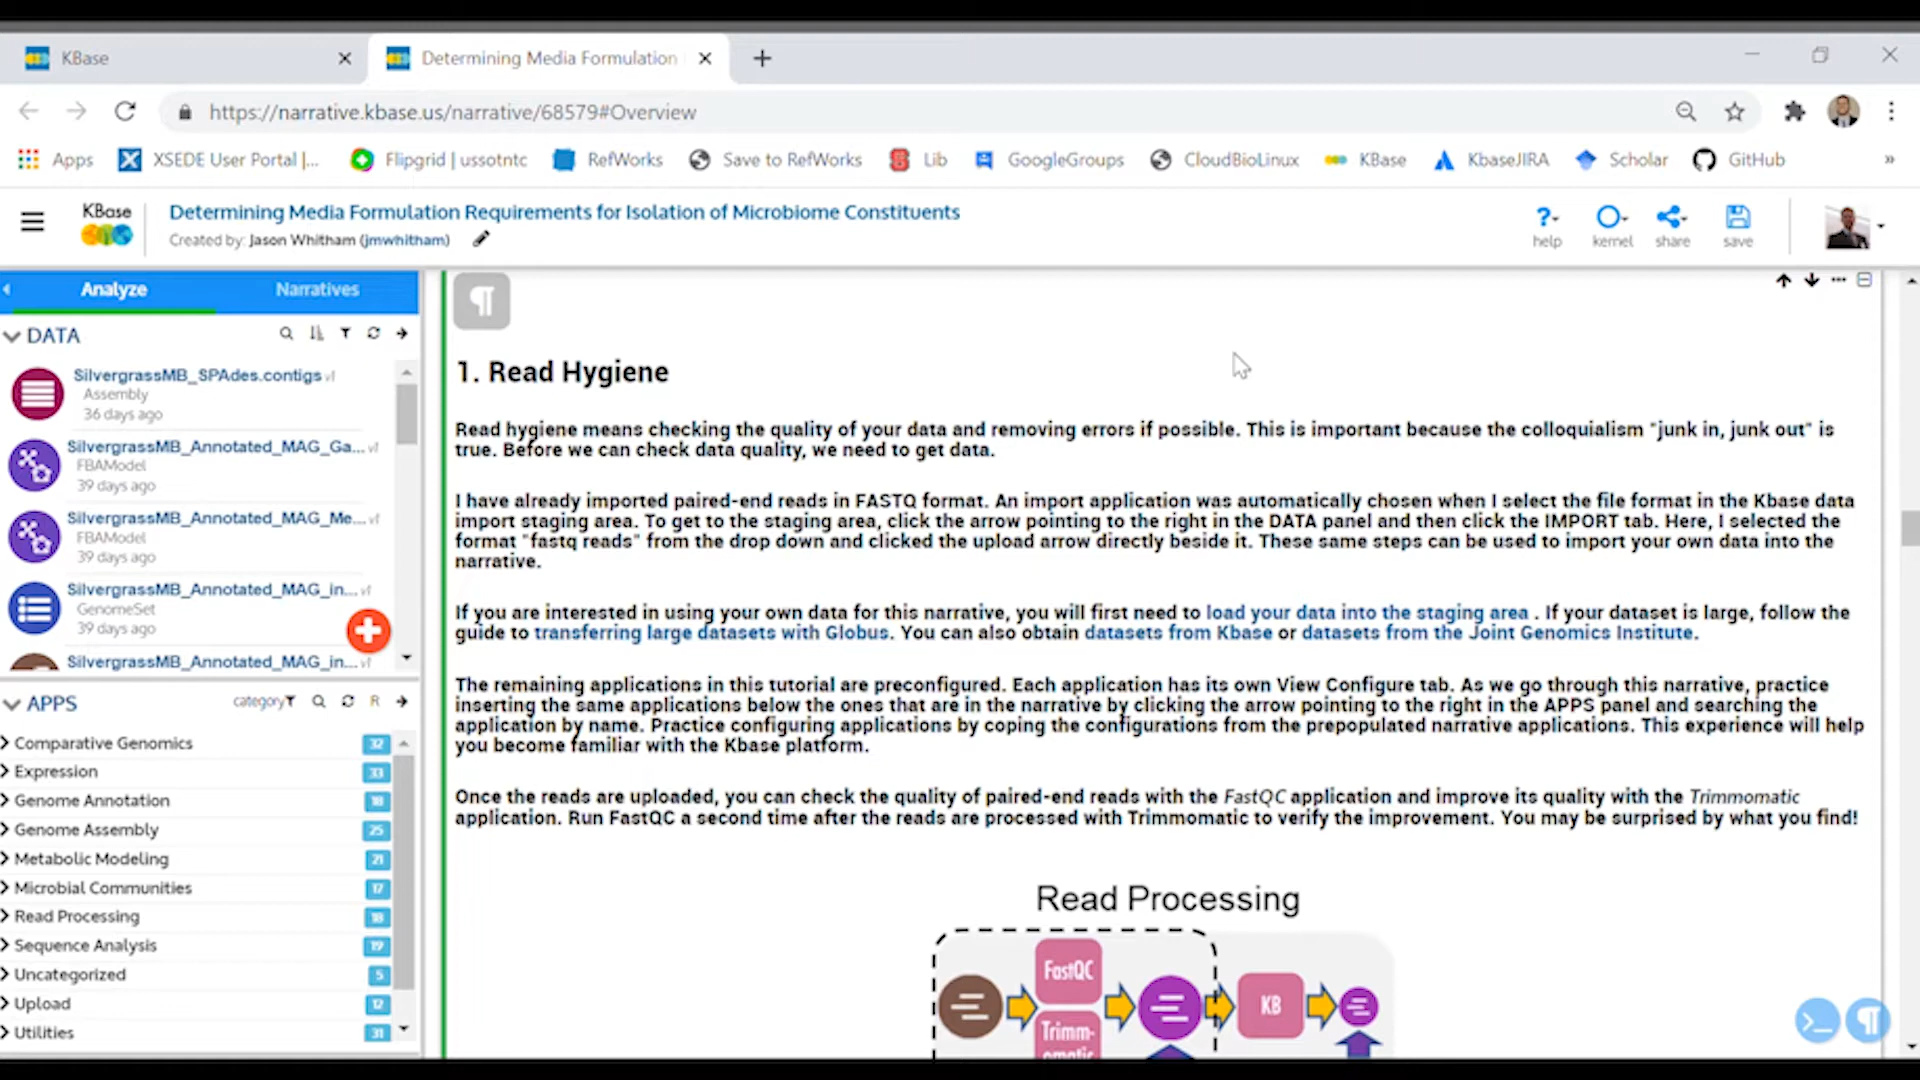 KBase
Determining Media Formulation
https://narrative.kbase.us/narrative/68579#Overview
Apps
XSEDE User Portal |...
Flipgrid | ussotntc
RefWorks
Save to RefWorks
Lib
GoogleGroups
CloudBioLinux
KBase
KbaseJIRA
Scholar
GitHub
»
KBase
Determining Media Formulation Requirements for Isolation of Microbiome Constituents
Created by: Jason Whitham (jmwhitham)
help
kernel
share
save
Analyze
Narratives
DATA
SilvergrassMB_SPAdes.contigs v1
Assembly
36 days ago
SilvergrassMB_Annotated_MAG_Ga... v1
FBAModel
39 days ago
SilvergrassMB_Annotated_MAG_Me... v1
FBAModel
39 days ago
SilvergrassMB_Annotated_MAG_in... v1
GenomeSet
39 days ago
SilvergrassMB_Annotated_MAG_in... v1
APPS
category
R
Comparative Genomics 32
Expression 33
Genome Annotation 18
Genome Assembly 25
Metabolic Modeling 21
Microbial Communities 17
Read Processing 18
Sequence Analysis 19
Uncategorized 5
Upload 12
Utilities 31
1. Read Hygiene
Read hygiene means checking the quality of your data and removing errors if possible. This is important because the colloquialism "junk in, junk out" is
true. Before we can check data quality, we need to get data.
I have already imported paired-end reads in FASTQ format. An import application was automatically chosen when I select the file format in the Kbase data
import staging area. To get to the staging area, click the arrow pointing to the right in the DATA panel and then click the IMPORT tab. Here, I selected the
format "fastq reads" from the drop down and clicked the upload arrow directly beside it. These same steps can be used to import your own data into the
narrative.
If you are interested in using your own data for this narrative, you will first need to load your data into the staging area . If your dataset is large, follow the
guide to transferring large datasets with Globus. You can also obtain datasets from Kbase or datasets from the Joint Genomics Institute.
The remaining applications in this tutorial are preconfigured. Each application has its own View Configure tab. As we go through this narrative, practice
inserting the same applications below the ones that are in the narrative by clicking the arrow pointing to the right in the APPS panel and searching the
application by name. Practice configuring applications by coping the configurations from the prepopulated narrative applications. This experience will help
you become familiar with the Kbase platform.
Once the reads are uploaded, you can check the quality of paired-end reads with the FastQC application and improve its quality with the Trimmomatic
application. Run FastQC a second time after the reads are processed with Trimmomatic to verify the improvement. You may be surprised by what you find!
Read Processing
FastQC
KB
Trimm-
omatic